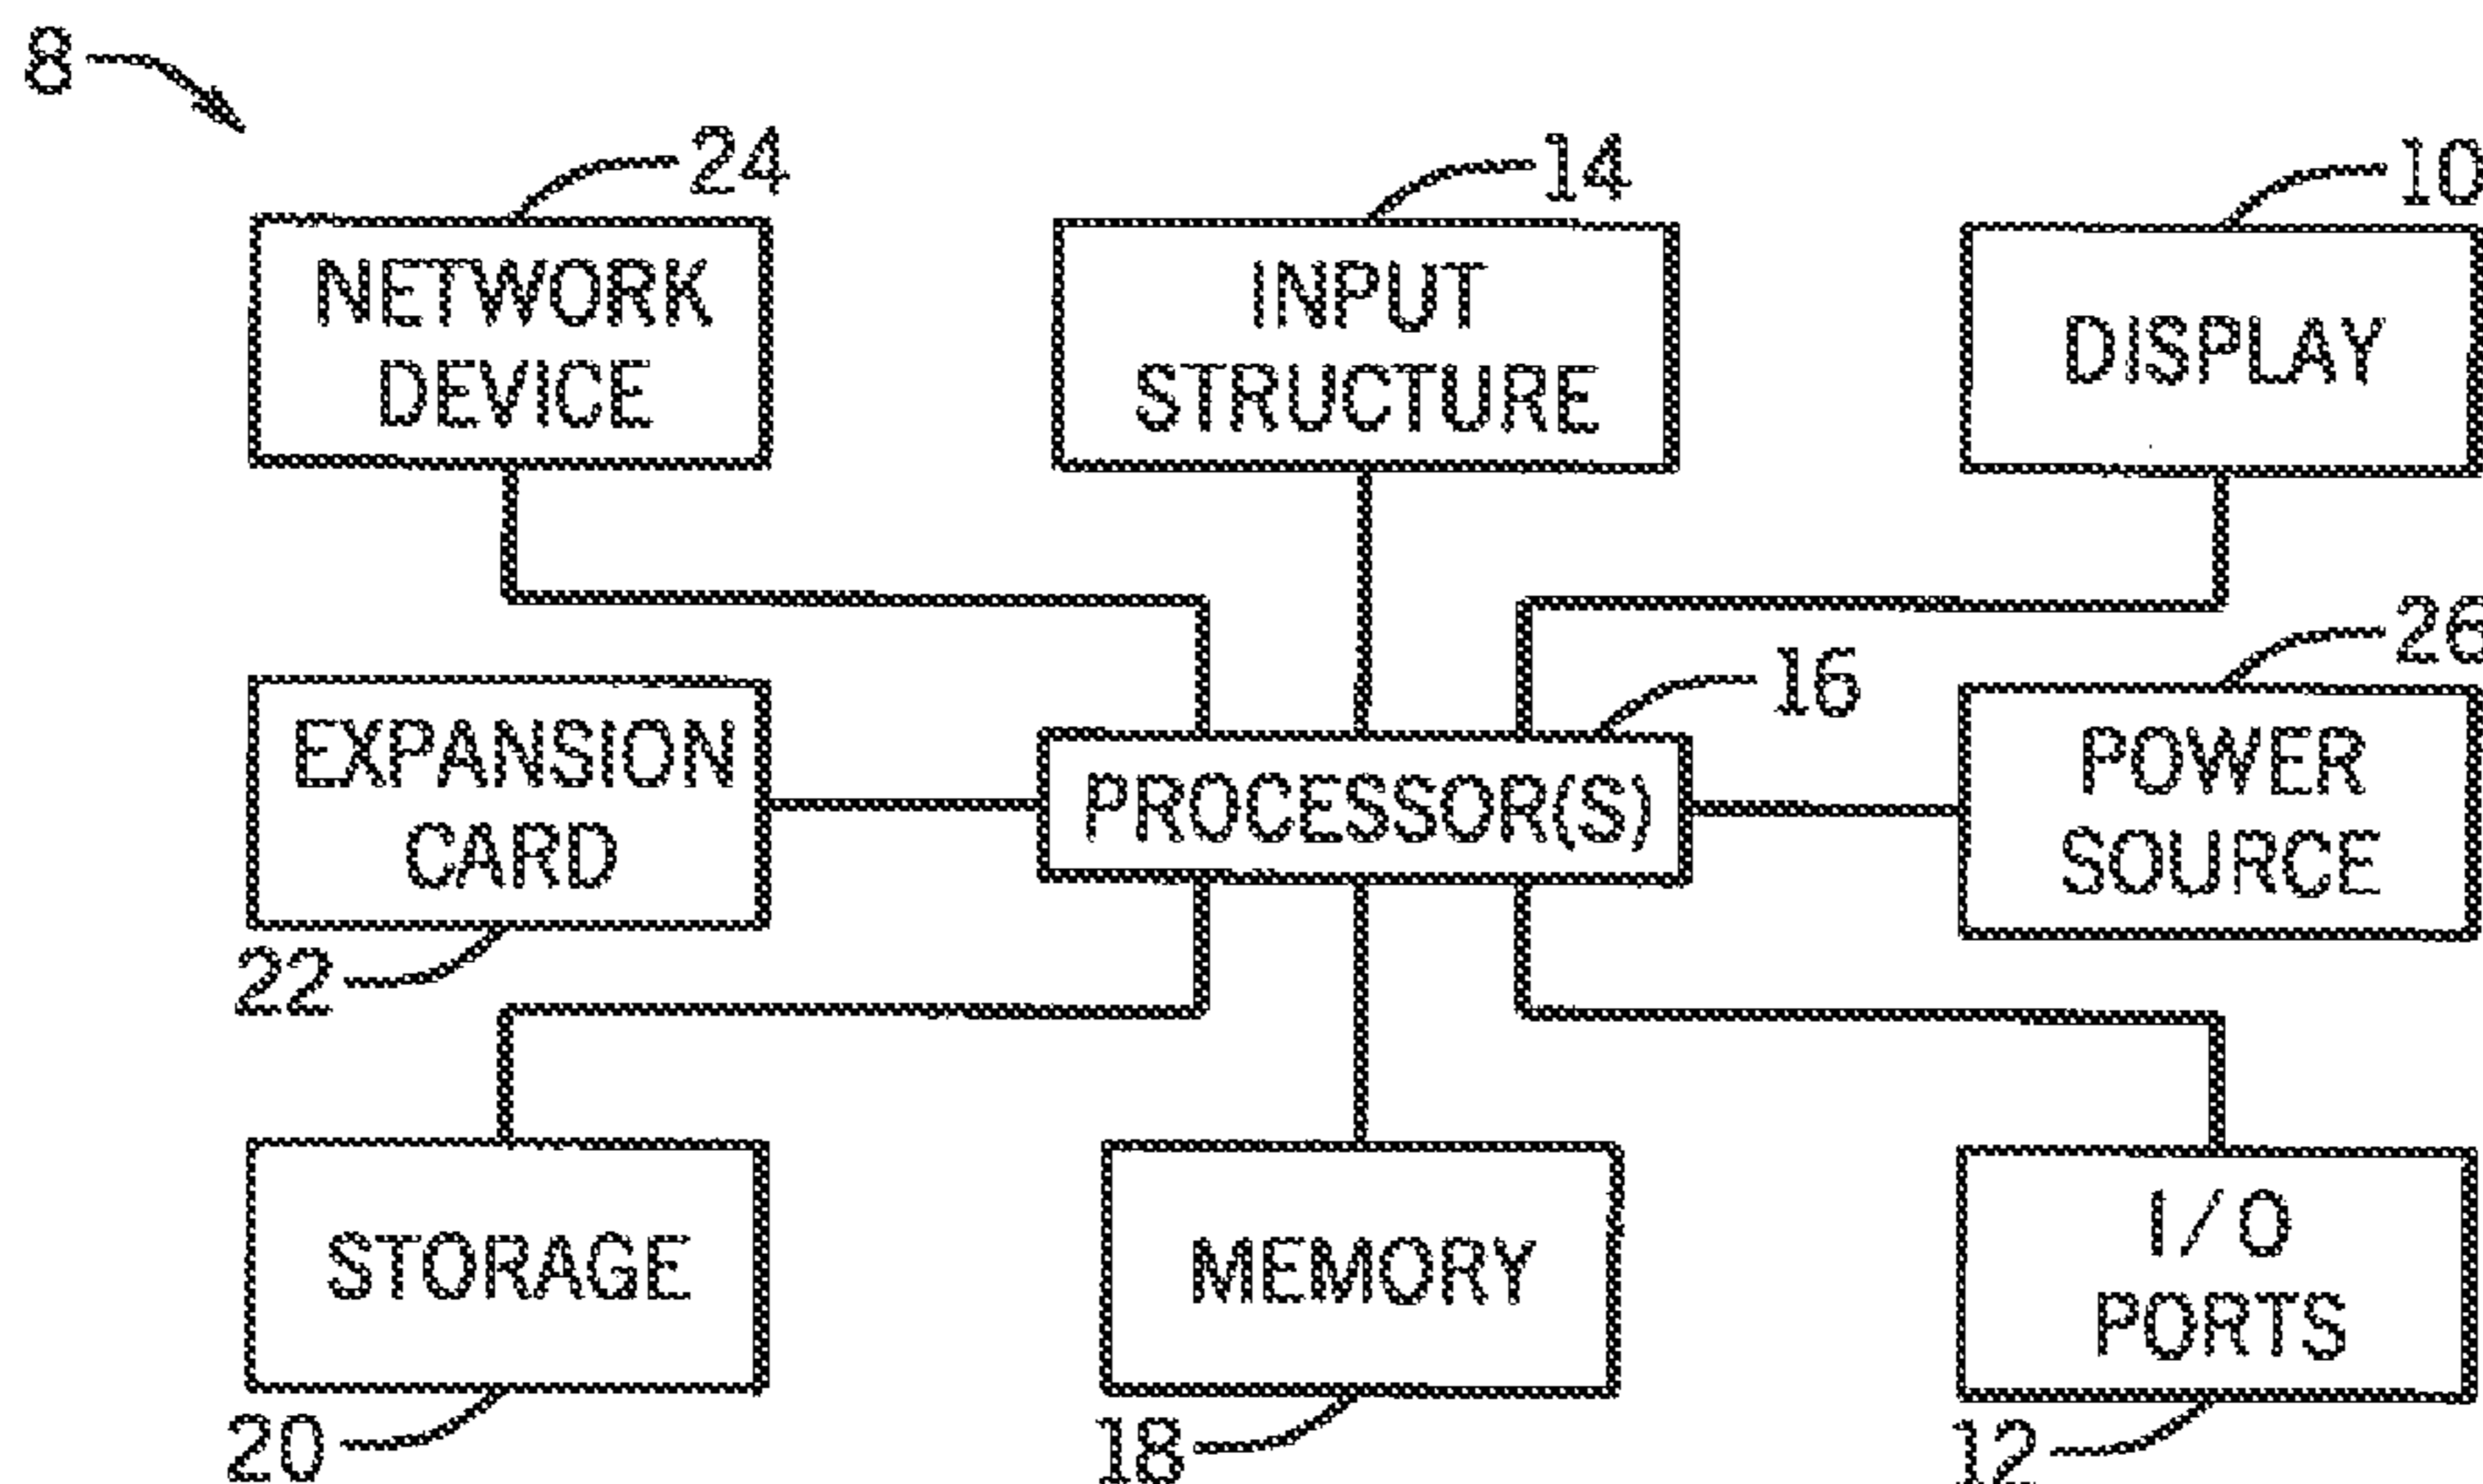 8
24
14
10
NETWORK
DEVICE
INPUT
STRUCTURE
DISPLAY
16
26
EXPANSION
CARD
PROCESSOR(S)
POWER
SOURCE
22
STORAGE
MEMORY
I/O
PORTS
20
18
12